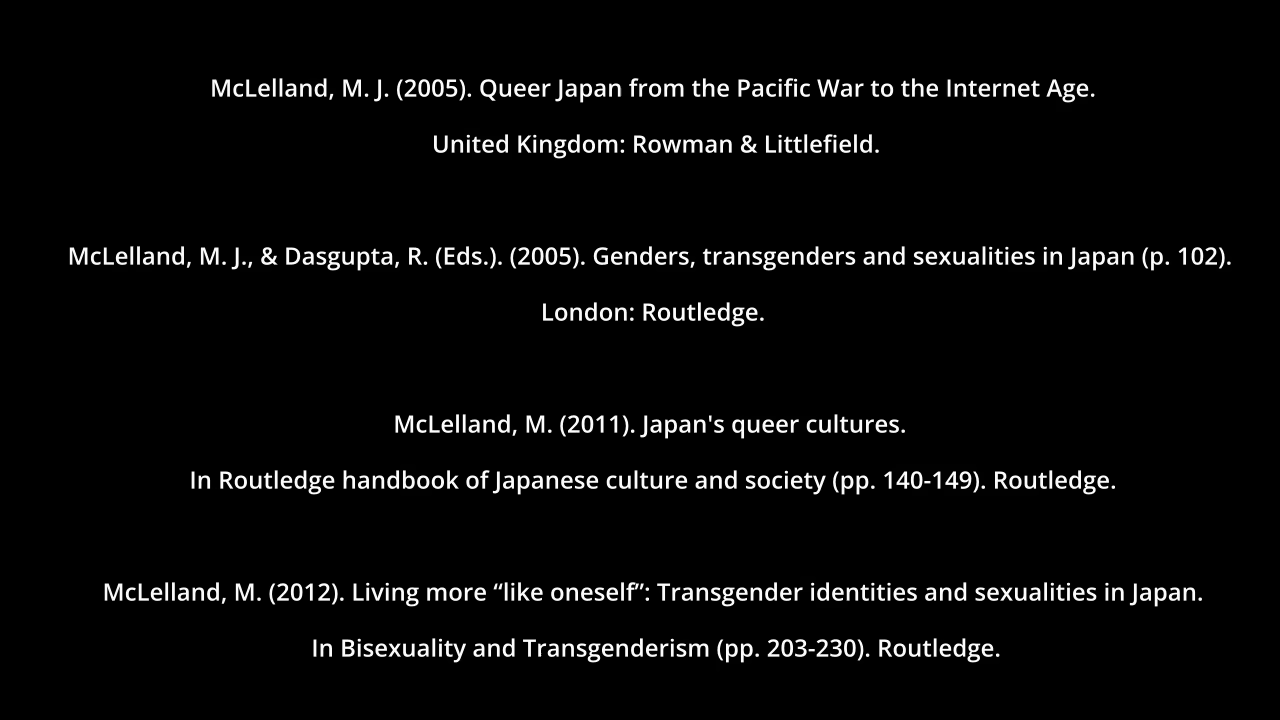 McLelland, M. J. (2005). Queer Japan from the Pacific War to the Internet Age.
United Kingdom: Rowman & Littlefield.
McLelland, M. J., & Dasgupta, R. (Eds.). (2005). Genders, transgenders and sexualities in Japan (p. 102).
London: Routledge.
McLelland, M. (2011). Japan's queer cultures.
In Routledge handbook of Japanese culture and society (pp. 140-149). Routledge.
McLelland, M. (2012). Living more “like oneself”: Transgender identities and sexualities in Japan.
In Bisexuality and Transgenderism (pp. 203-230). Routledge.